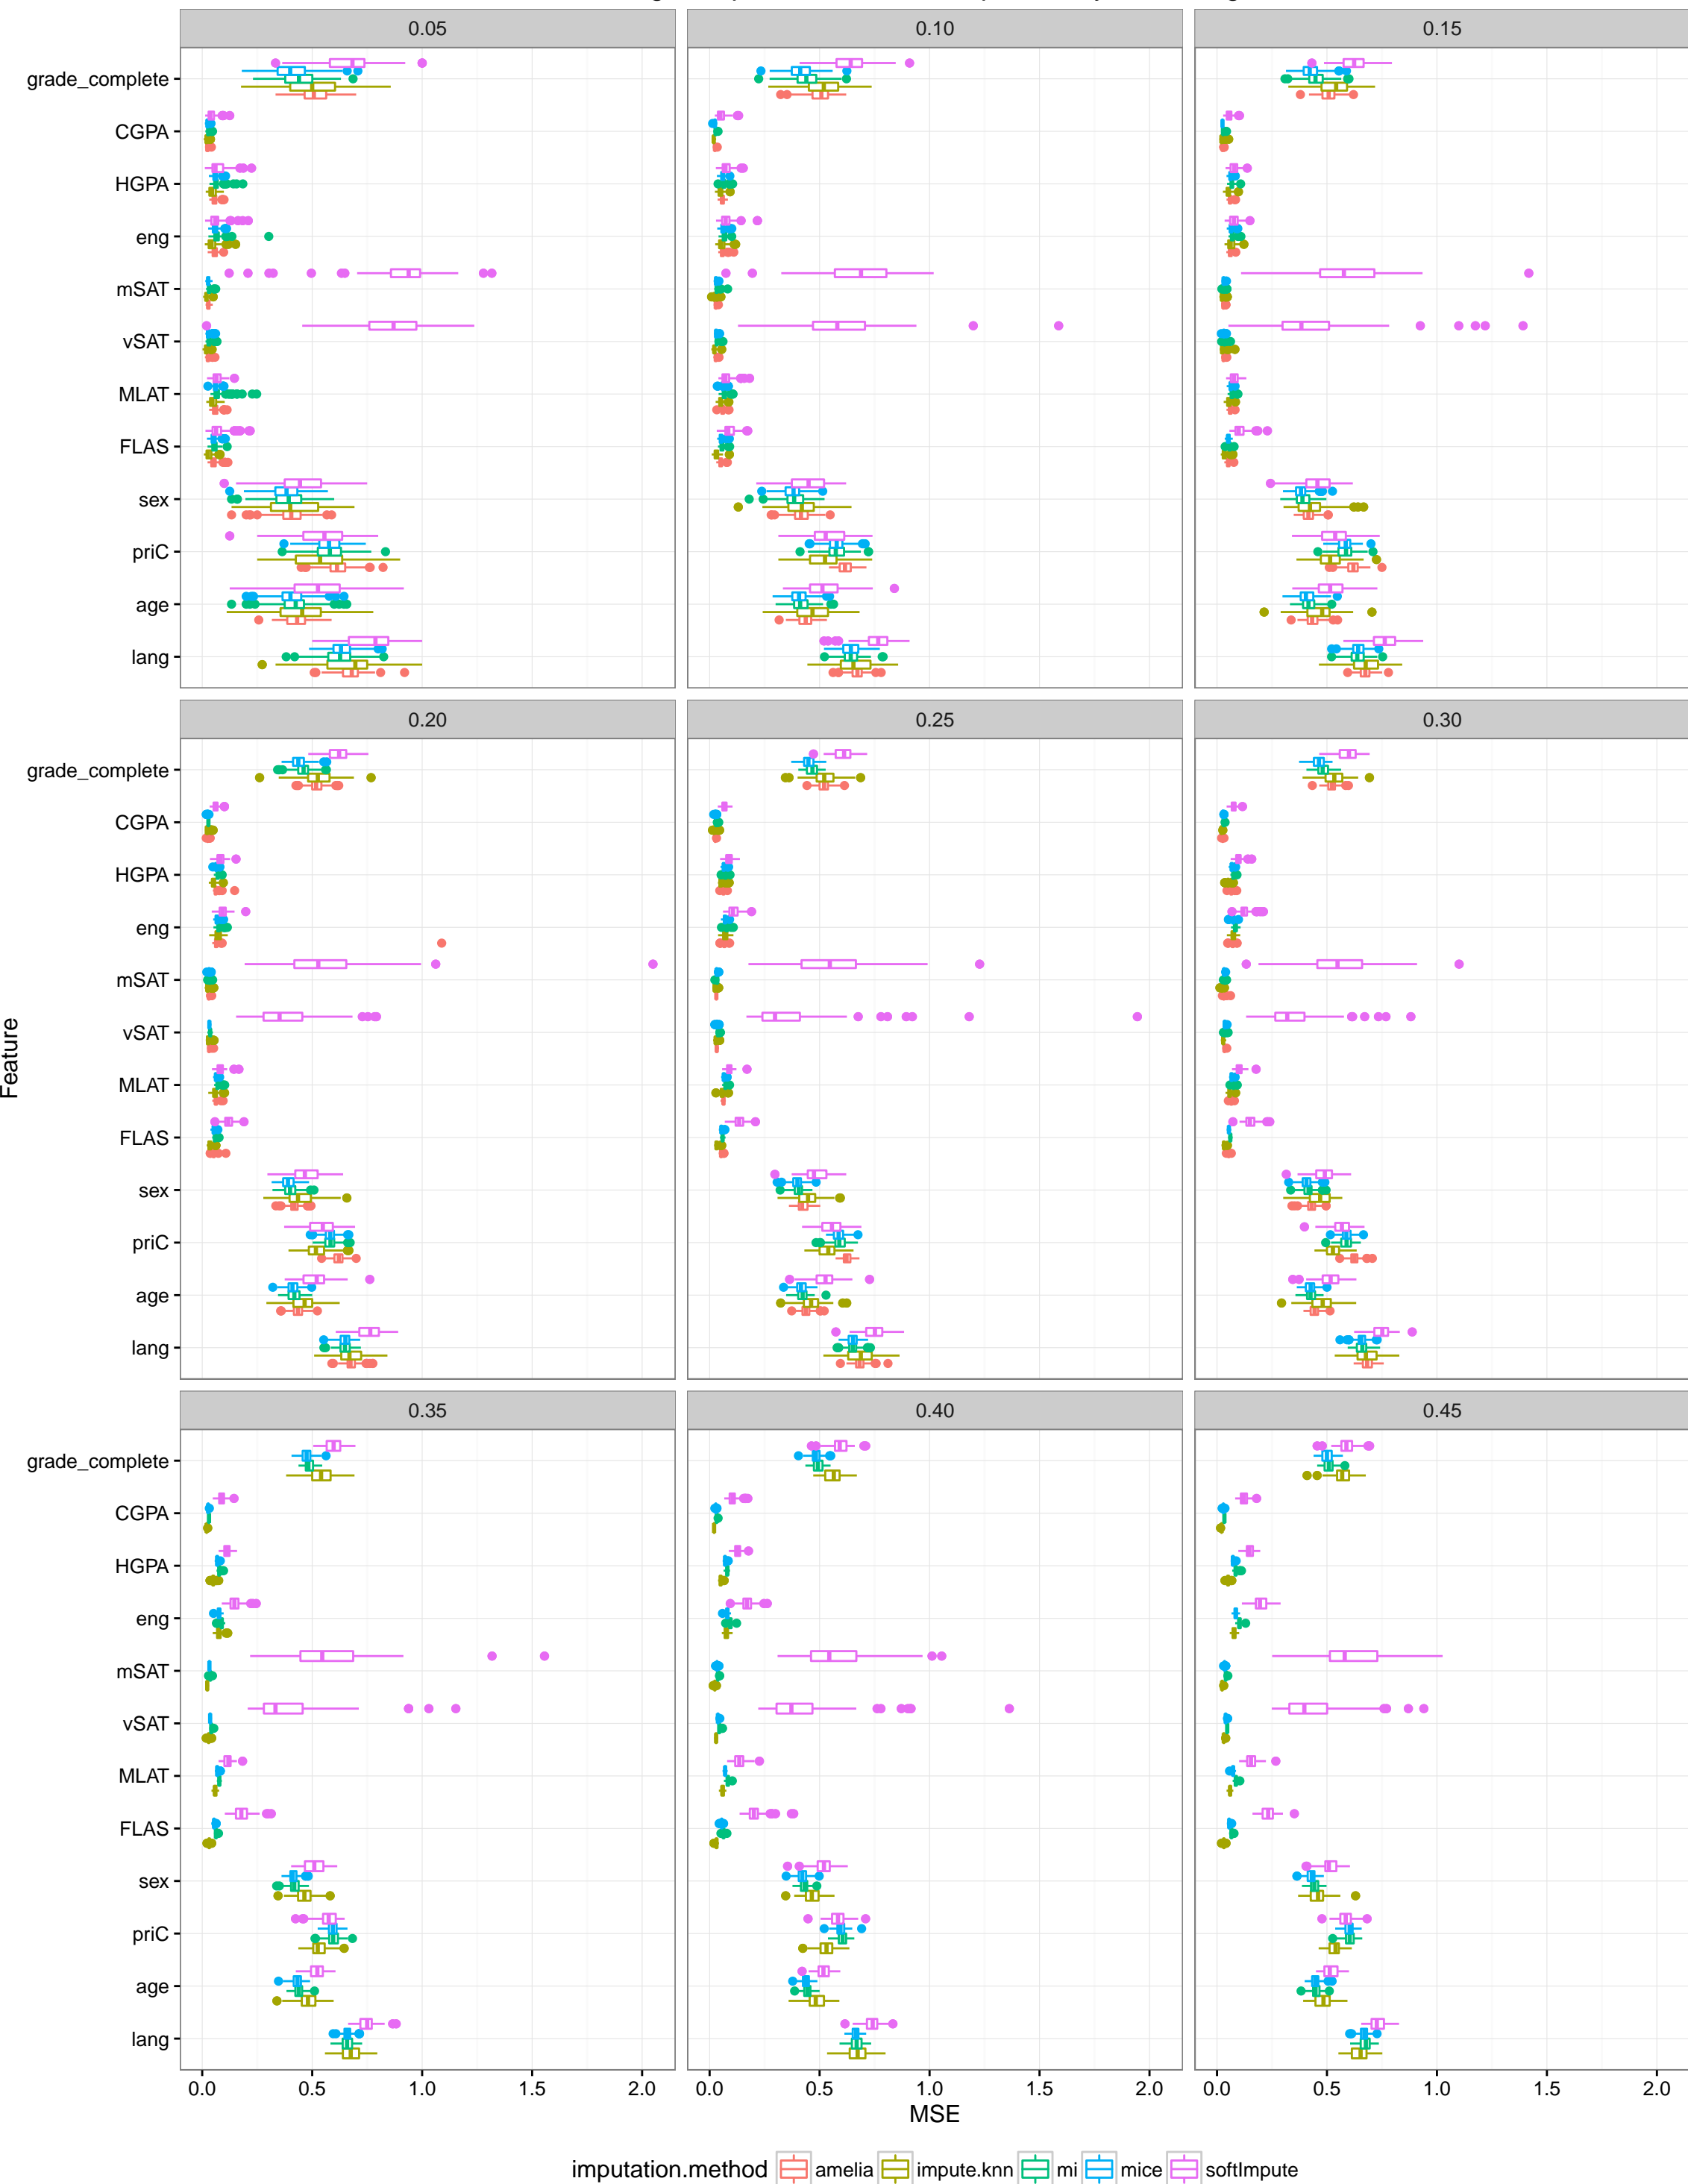 0.05 0.10 0.15
grade_complete
CGPA
HGPA
eng
mSAT
vSAT
MLAT
FLAS
sex
priC
age
lang
0.20 0.25 0.30
grade_complete
CGPA
HGPA
eng
mSAT
vSAT
MLAT
FLAS
sex
priC
age
lang
Feature
0.35 0.40 0.45
grade_complete
CGPA
HGPA
eng
mSAT
vSAT
MLAT
FLAS
sex
priC
age
lang
0.0 0.5 1.0 1.5 2.0 0.0 0.5 1.0 1.5 2.0 0.0 0.5 1.0 1.5 2.0
MSE
imputation.method amelia impute.knn mi mice softImpute